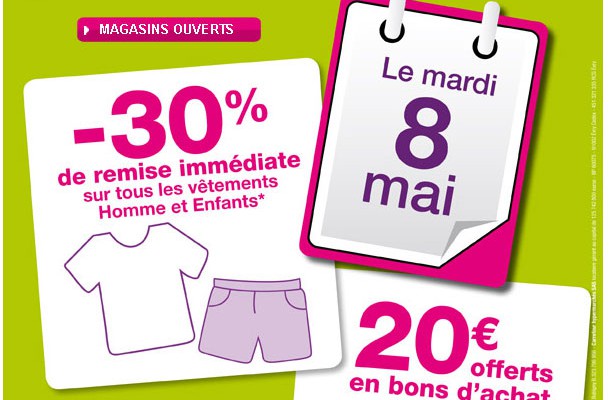 MAGASINS OUVERTS
-30%
de remise immédiate
sur tous les vêtements
Homme et Enfants*
Le mardi
8
mai
20€
offerts
en bons d'achat